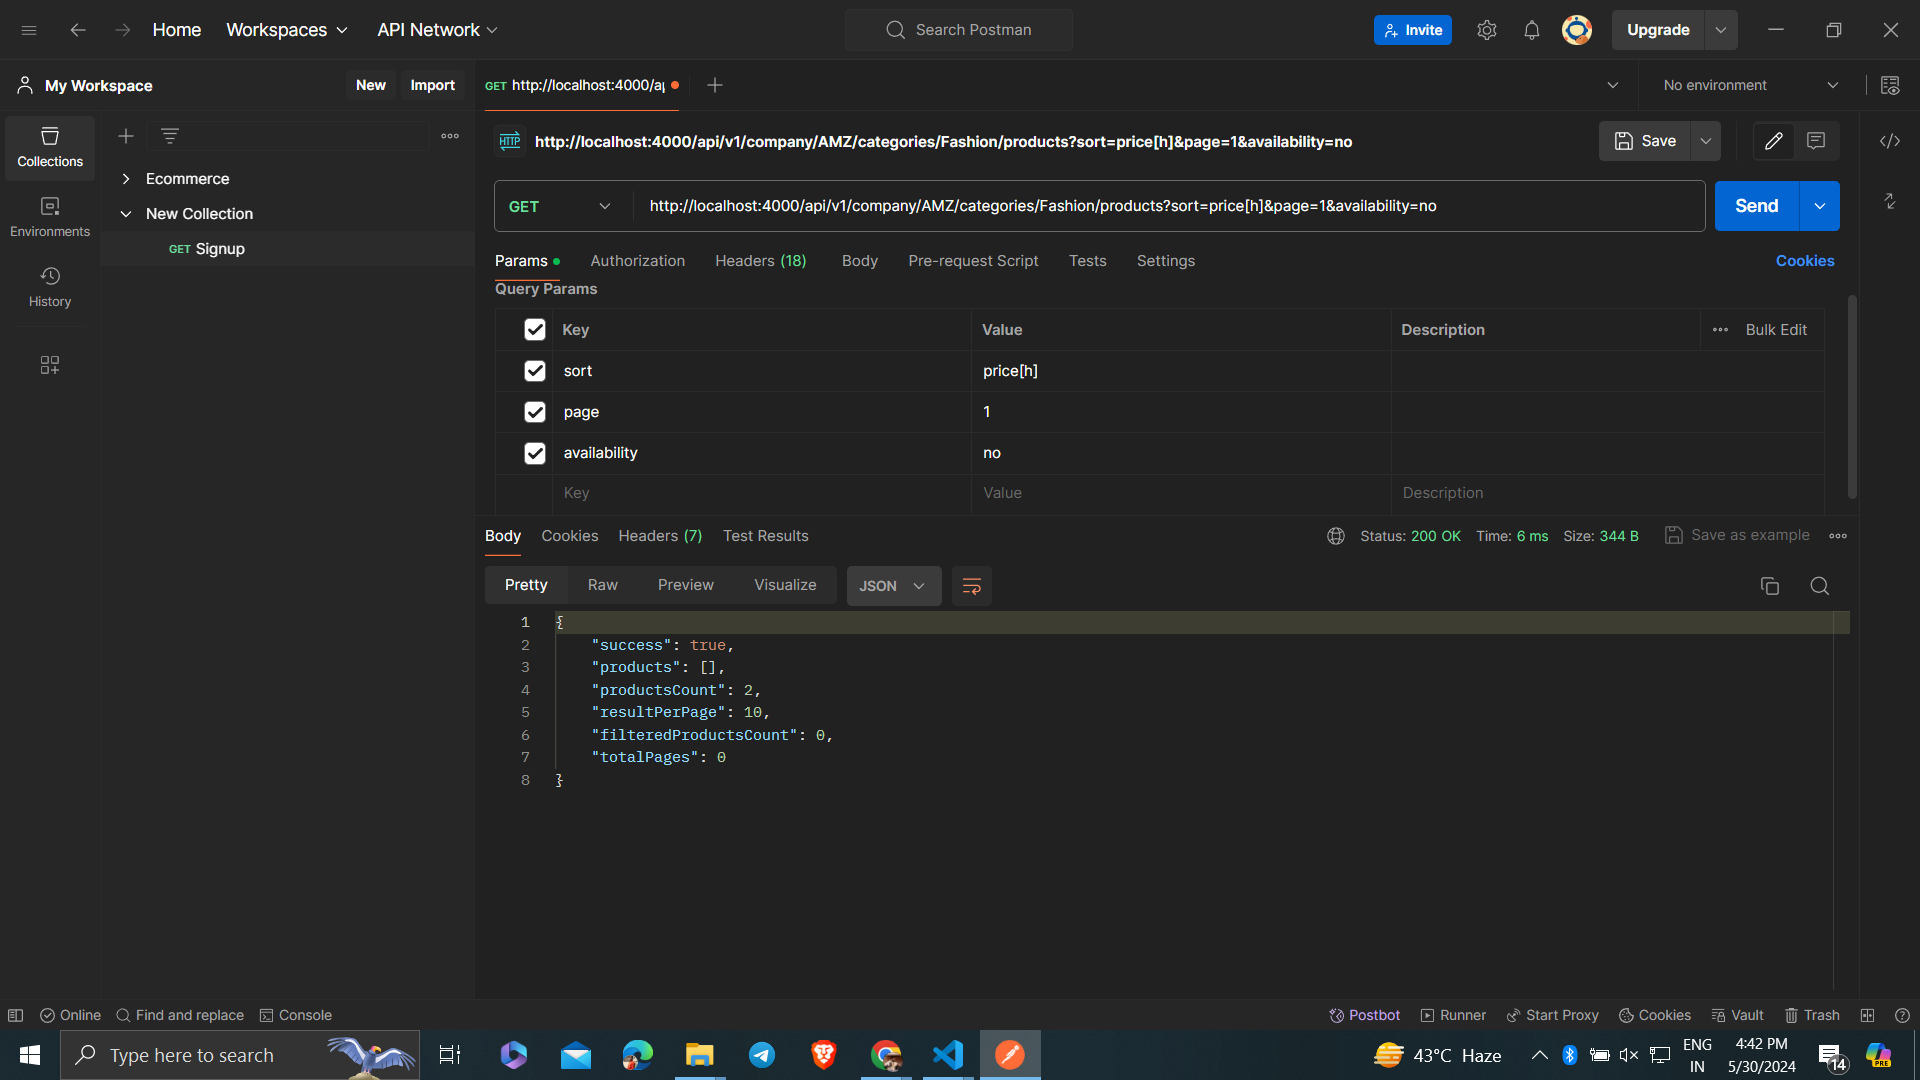 Home
Workspaces
API Network
Search Postman
Invite
Upgrade
My Workspace
New
Import
GET http://localhost:4000/a
No environment
Collections
Environments
History
Ecommerce
New Collection
GET Signup
HTTP http://localhost:4000/api/v1/company/AMZ/categories/Fashion/products?sort=price[h]&page=1&availability=no
Save
GET
http://localhost:4000/api/v1/company/AMZ/categories/Fashion/products?sort=price[h]&page=1&availability=no
Send
Params
Authorization
Headers (18)
Body
Pre-request Script
Tests
Settings
Cookies
Query Params
Key Value Description Bulk Edit
sort price[h]
page 1
availability no
Key Value Description
Body
Cookies
Headers (7)
Test Results
Status: 200 OK Time: 6 ms Size: 344 B
Save as example
Pretty
Raw
Preview
Visualize
JSON
1 {
2 "success": true,
3 "products": [],
4 "productsCount": 2,
5 "resultPerPage": 10,
6 "filteredProductsCount": 0,
7 "totalPages": 0
8 }
Online
Find and replace
Console
Postbot
Runner
Start Proxy
Cookies
Vault
Trash
Type here to search
43°C Haze
ENG
IN
4:42 PM
5/30/2024
14
PRE